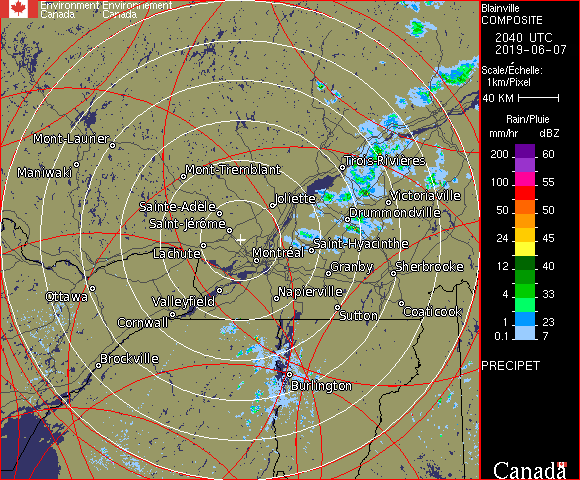 Environment Environnement
Canada Canada
Blainville
COMPOSITE
2040 UTC
2019-06-07
Scale/Échelle:
1km/Pixel
40 KM
Rain/Pluie
mm/hr dBZ
200 60
100 55
50 50
24 45
12 40
4 33
1 23
0.1 7
PRECIPET
Canada
Mont-Laurier
Maniwaki
Mont-Tremblant
Trois-Rivières
Joliette
Victoriaville
Sainte-Adèle
Drummondville
Saint-Jérôme
Saint-Hyacinthe
Lachute
Montréal
Granby
Sherbrooke
Ottawa
Valleyfield
Napierville
Coaticook
Cornwall
Sutton
Brockville
Burlington